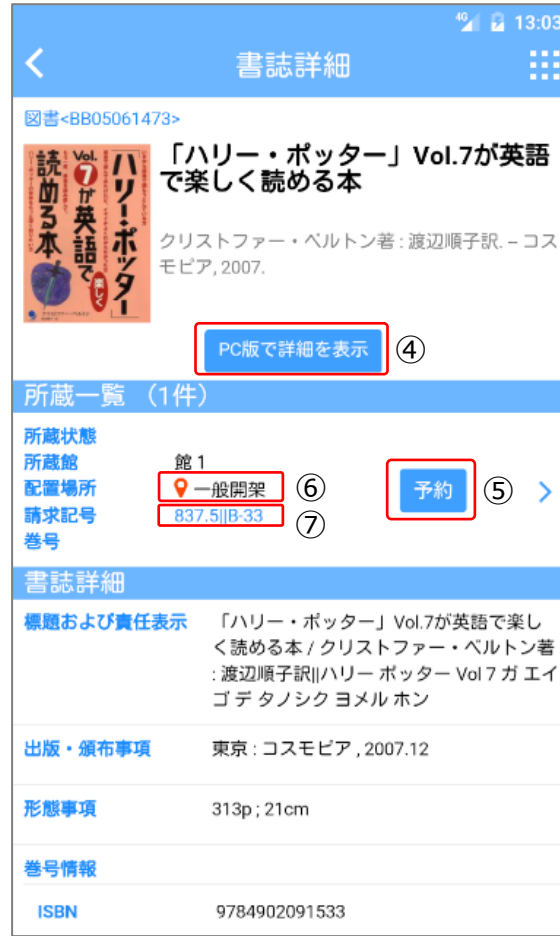 4G 13:03
書誌詳細
図書<BB05061473>
「ハリー・ポッター」Vol.7が英語
で楽しく読める本
「ハリー・ポッター」
Vol.7が英語で
楽しく
読める本
クリストファー・ベルトン著 : 渡辺順子訳. – コス
モピア, 2007.
PC版で詳細を表示 ④
所蔵一覧 （1件）
所蔵状態
所蔵館 館 1
配置場所 一般開架 ⑥ 予約 ⑤
請求記号 837.5||B-33 ⑦
巻号
書誌詳細
標題および責任表示 「ハリー・ポッター」Vol.7が英語で楽し
く読める本 / クリストファー・ベルトン著
: 渡辺順子訳||ハリー ポッター Vol 7 ガ エイ
ゴ デ タノシク ヨメル ホン
出版・頒布事項 東京 : コスモピア , 2007.12
形態事項 313p ; 21cm
巻号情報
ISBN 9784902091533